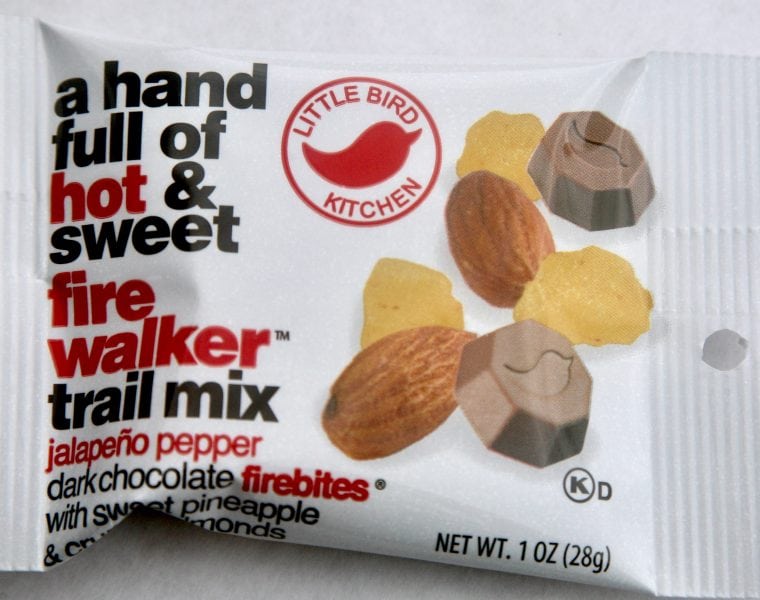 a hand
full of
hot &
sweet
fire
walker™
trail mix
jalapeño pepper
dark chocolate firebites®
with sweet pineapple
& monds
LITTLE BIRD
KITCHEN
K D
NET WT. 1 OZ (28g)